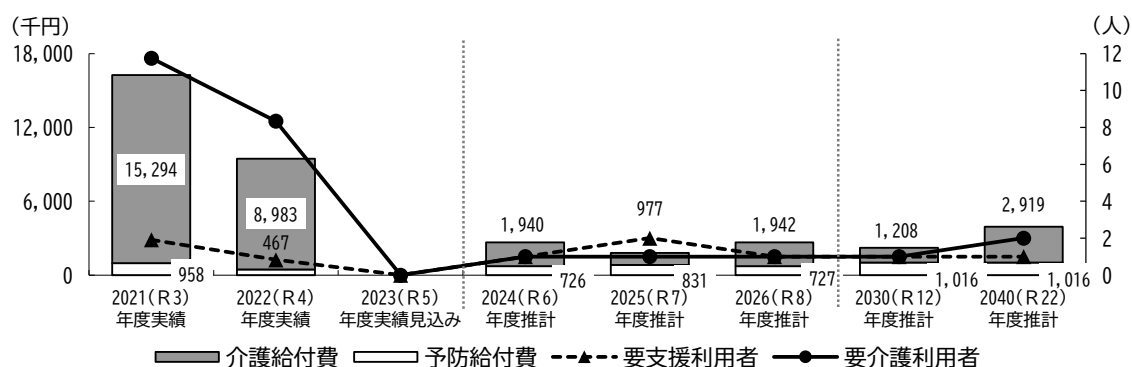 （千円）
（人）
18,000
12,000
6,000
0
12
10
8
6
4
2
0
15,294
958
8,983
467
1,940
726
977
831
1,942
727
1,208
1,016
2,919
1,016
2021(R3)
年度実績
2022(R4)
年度実績
2023(R5)
年度実績見込み
2024(R6)
年度推計
2025(R7)
年度推計
2026(R8)
年度推計
2030(R12)
年度推計
2040(R22)
年度推計
介護給付費 予防給付費 要支援利用者 要介護利用者